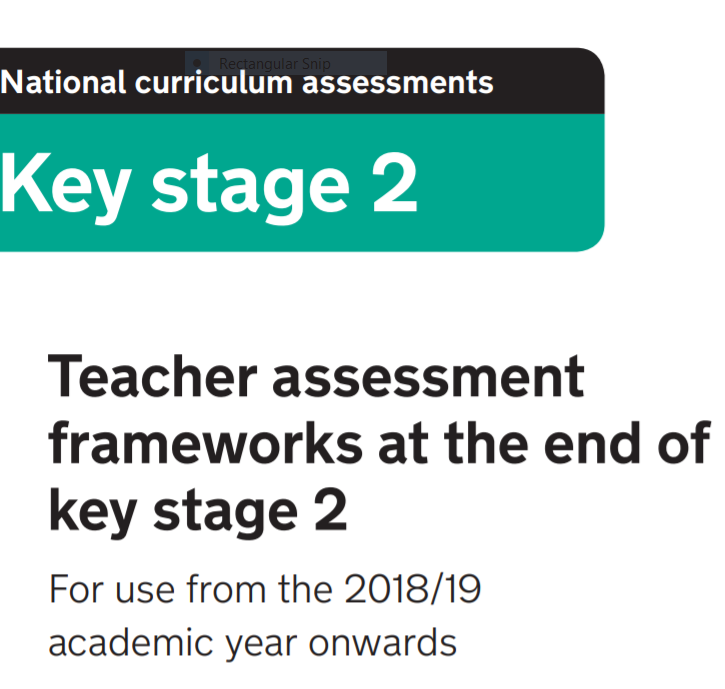 Rectangular Snip
National curriculum assessments
Key stage 2
Teacher assessment
frameworks at the end of
key stage 2
For use from the 2018/19
academic year onwards